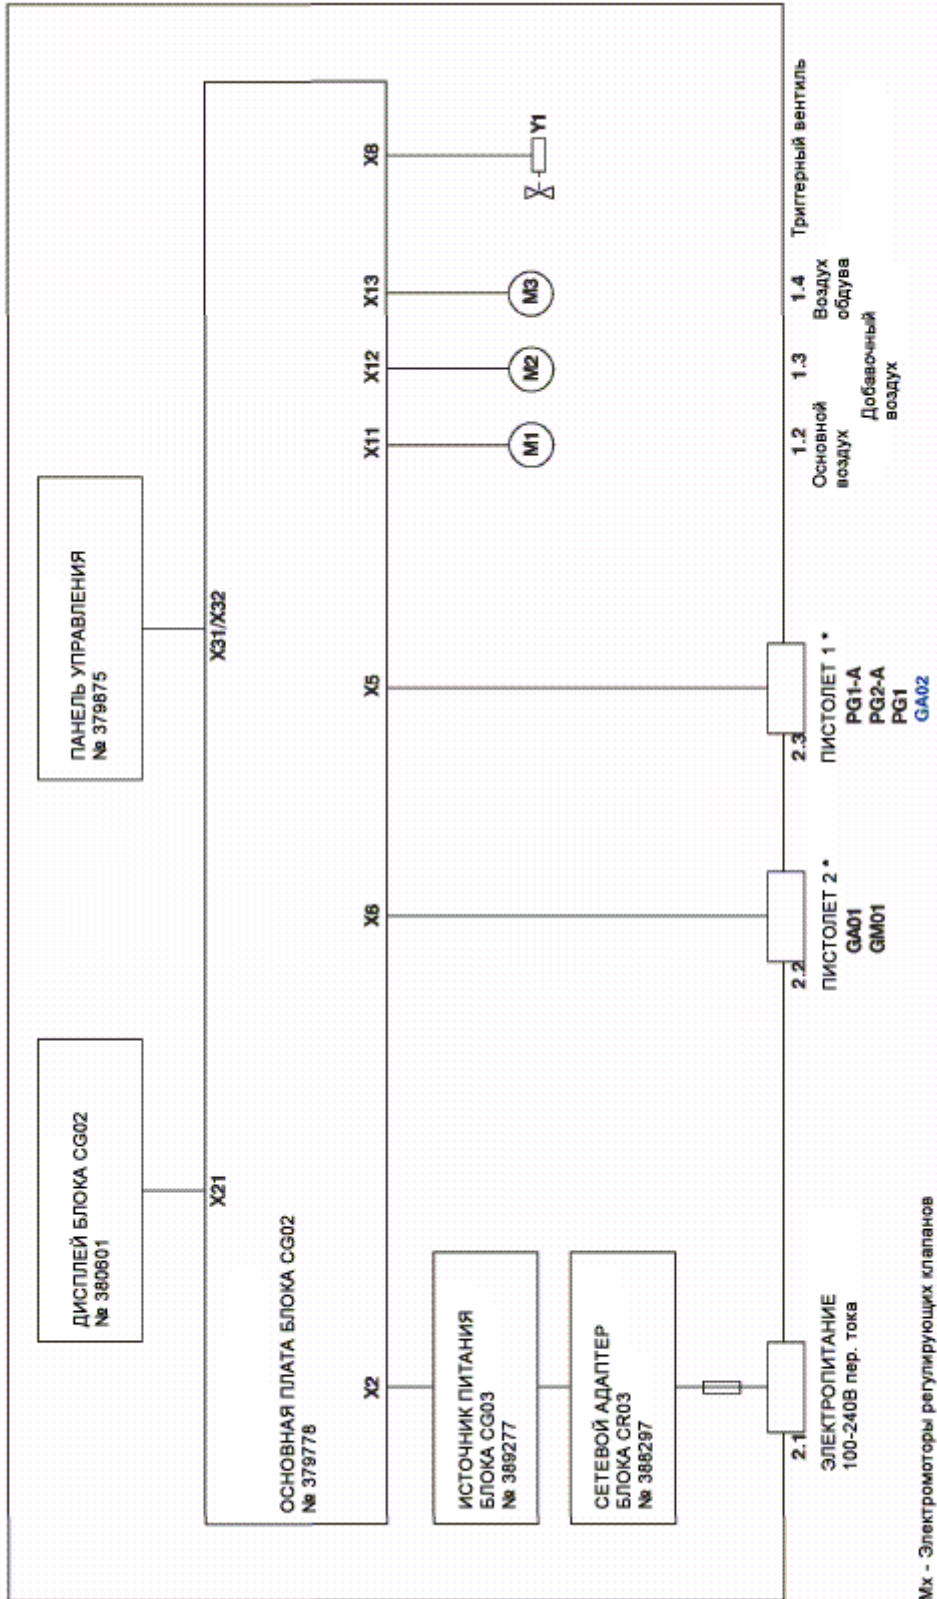 ДИСПЛЕЙ БЛОКА CG02
№ 380601
ПАНЕЛЬ УПРАВЛЕНИЯ
№ 379875
X21
X31/X32
ОСНОВНАЯ ПЛАТА БЛОКА CG02
№ 379778
X2
X6
X5
X11
X12
X13
X8
ИСТОЧНИК ПИТАНИЯ
БЛОКА CG03
№ 389277
СЕТЕВОЙ АДАПТЕР
БЛОКА CR03
№ 388297
M1
M2
M3
Y1
2.1
ЭЛЕКТРОПИТАНИЕ
100-240В пер. тока
2.2
ПИСТОЛЕТ 2 *
GA01
GM01
2.3
ПИСТОЛЕТ 1 *
PG1-A
PG2-A
PG1
GA02
1.2
Основной
воздух
1.3
Добавочный
воздух
1.4
Воздух
обдува
Триггерный вентиль
Mx - Электромоторы регулирующих клапанов